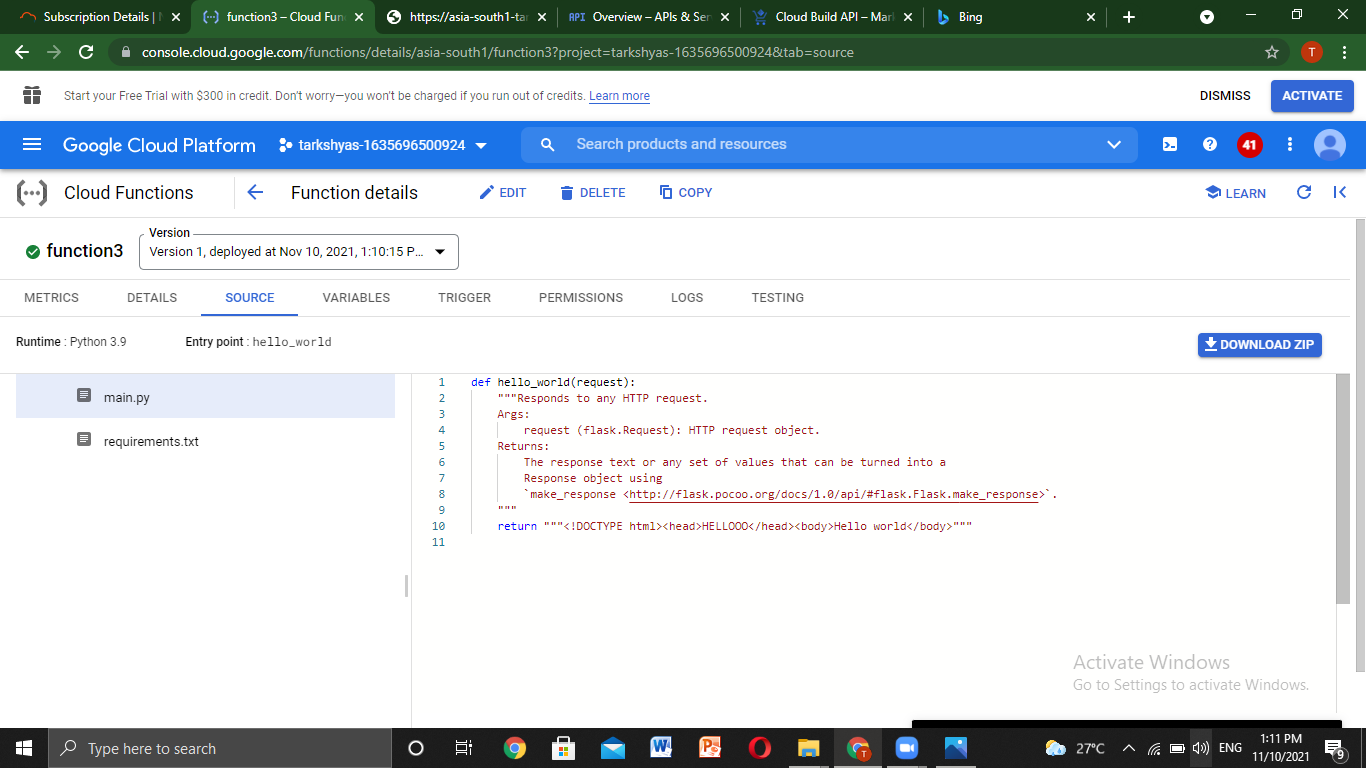 Subscription Details | function3 – Cloud Fun https://asia-south1-tar API Overview – APIs & Ser Cloud Build API – Mar Bing
console.cloud.google.com/functions/details/asia-south1/function3?project=tarkshyas-1635696500924&tab=source T
Start your Free Trial with $300 in credit. Don't worry—you won't be charged if you run out of credits. Learn more DISMISS ACTIVATE
Google Cloud Platform tarkshyas-1635696500924 Search products and resources 41
Cloud Functions Function details EDIT DELETE COPY LEARN
Version
function3 Version 1, deployed at Nov 10, 2021, 1:10:15 P...
METRICS DETAILS SOURCE VARIABLES TRIGGER PERMISSIONS LOGS TESTING
Runtime : Python 3.9 Entry point : hello_world DOWNLOAD ZIP
main.py
requirements.txt
1 def hello_world(request):
2 """Responds to any HTTP request.
3 Args:
4 request (flask.Request): HTTP request object.
5 Returns:
6 The response text or any set of values that can be turned into a
7 Response object using
8 `make_response <http://flask.pocoo.org/docs/1.0/api/#flask.Flask.make_response>`.
9 """
10 return """<!DOCTYPE html><head>HELLOOO</head><body>Hello world</body>"""
11
Activate Windows
Go to Settings to activate Windows.
Type here to search 27°C ENG 1:11 PM
11/10/2021 9